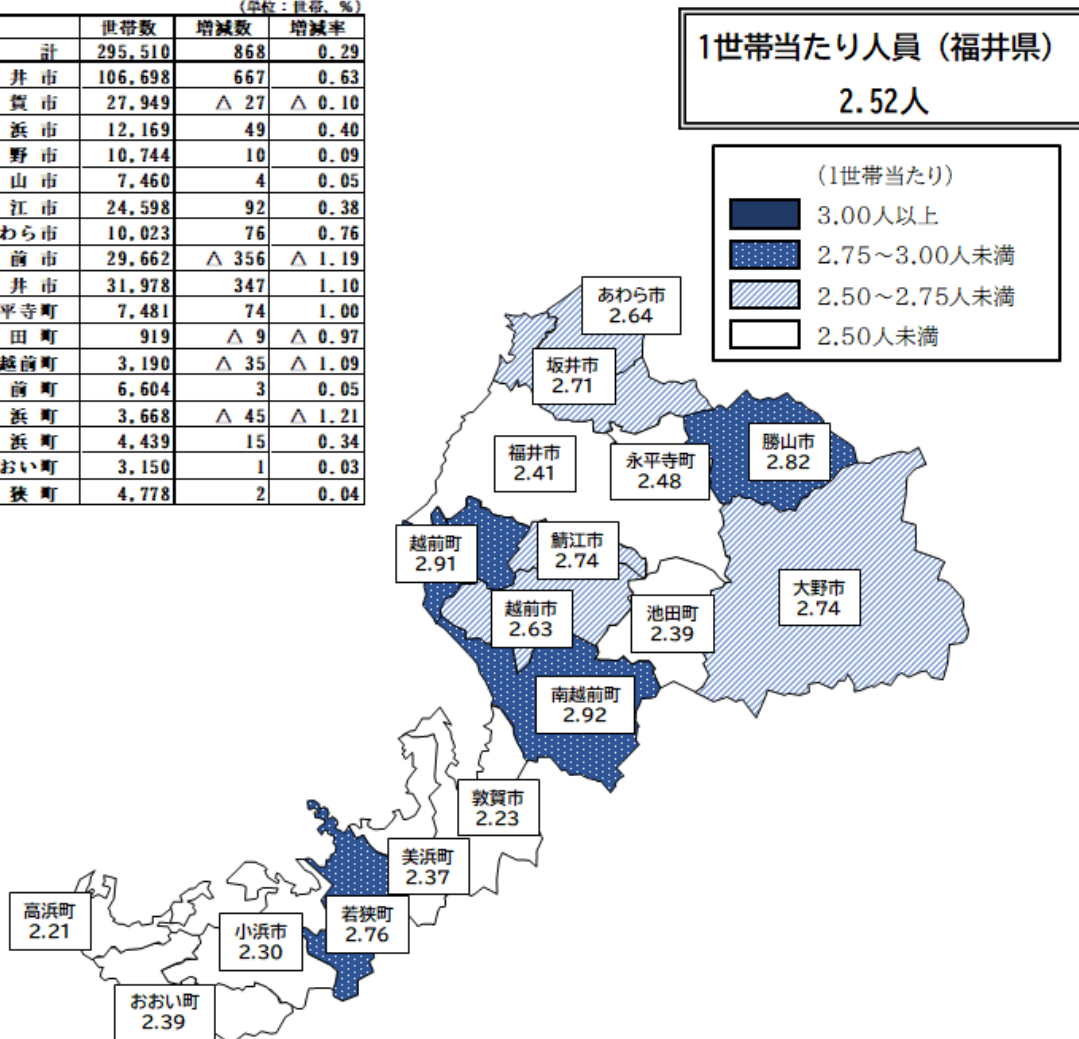 (単位：世帯、%)
世帯数 増減数 増減率
計 295,510 868 0.29
井 市 106,698 667 0.63
賀 市 27,949 △ 27 △ 0.10
浜 市 12,169 49 0.40
野 市 10,744 10 0.09
山 市 7,460 4 0.05
江 市 24,598 92 0.38
わら市 10,023 76 0.76
前 市 29,662 △ 356 △ 1.19
井 市 31,978 347 1.10
平寺町 7,481 74 1.00
田 町 919 △ 9 △ 0.97
越前町 3,190 △ 35 △ 1.09
前 町 6,604 3 0.05
浜 町 3,668 △ 45 △ 1.21
浜 町 4,439 15 0.34
おい町 3,150 1 0.03
狭 町 4,778 2 0.04
1世帯当たり人員（福井県）
2.52人
（1世帯当たり）
3.00人以上
2.75～3.00人未満
2.50～2.75人未満
2.50人未満
あわら市
2.64
坂井市
2.71
福井市
2.41
永平寺町
2.48
勝山市
2.82
越前町
2.91
鯖江市
2.74
大野市
2.74
越前市
2.63
池田町
2.39
南越前町
2.92
敦賀市
2.23
美浜町
2.37
若狭町
2.76
高浜町
2.21
小浜市
2.30
おおい町
2.39